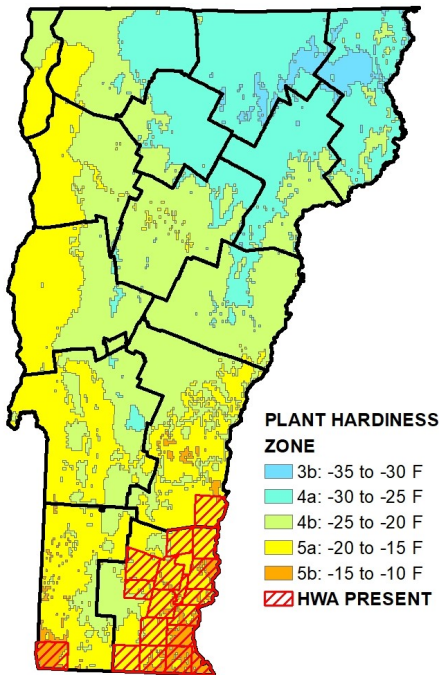 PLANT HARDINESS
ZONE
3b: -35 to -30 F
4a: -30 to -25 F
4b: -25 to -20 F
5a: -20 to -15 F
5b: -15 to -10 F
HWA PRESENT